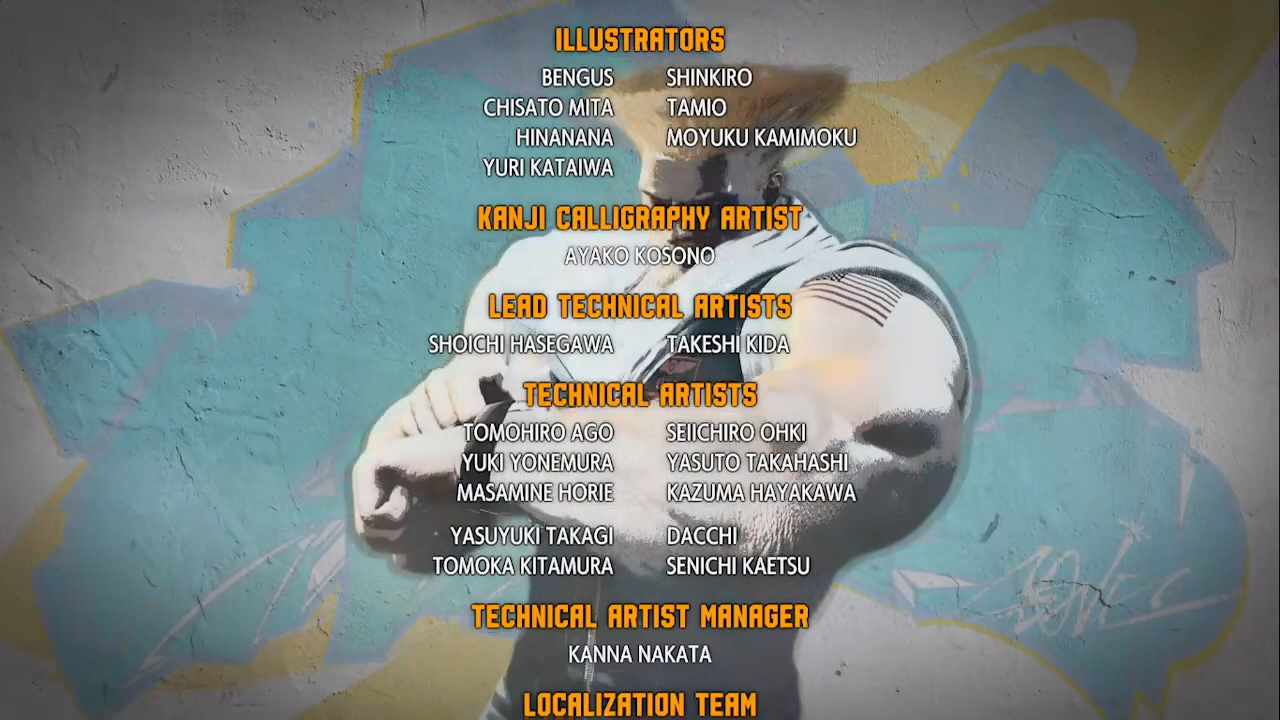 ILLUSTRATORS
BENGUS SHINKIRO
CHISATO MITA TAMIO
HINANANA MOYUKU KAMIMOKU
YURI KATAIWA
KANJI CALLIGRAPHY ARTIST
AYAKO KOSONO
LEAD TECHNICAL ARTISTS
SHOICHI HASEGAWA TAKESHI KIDA
TECHNICAL ARTISTS
TOMOHIRO AGO SEIICHIRO OHKI
YUKI YONEMURA YASUTO TAKAHASHI
MASAMINE HORIE KAZUMA HAYAKAWA
YASUYUKI TAKAGI DACCHI
TOMOKA KITAMURA SENICHI KAETSU
TECHNICAL ARTIST MANAGER
KANNA NAKATA
LOCALIZATION TEAM